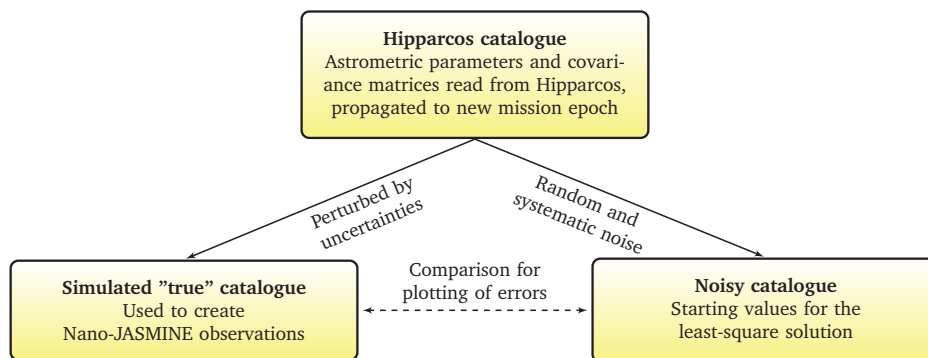 Hipparcos catalogue
Astrometric parameters and covari-
ance matrices read from Hipparcos,
propagated to new mission epoch
Perturbed by
uncertainties
Random and
systematic noise
Simulated ”true” catalogue
Used to create
Nano-JASMINE observations
Comparison for
plotting of errors
Noisy catalogue
Starting values for the
least-square solution